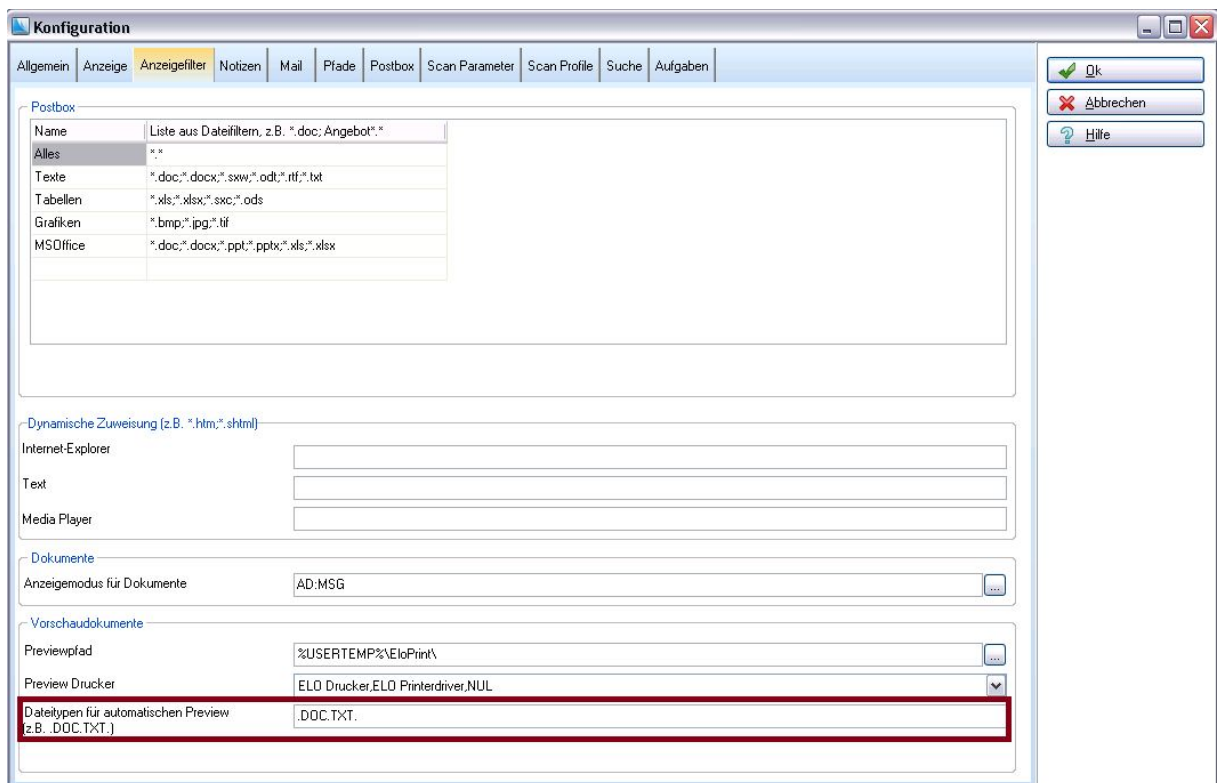 Konfiguration
Allgemein Anzeige Anzeigefilter Notizen Mail Pfade Postbox Scan Parameter Scan Profile Suche Aufgaben
Ok
Abbrechen
Hilfe
Postbox
Name Liste aus Dateifiltern, z.B. *.doc; Angebot*.*
Alles *.*
Texte *.doc;*.docx;*.sxw;*.odt;*.rtf;*.txt
Tabellen *.xls;*.xlsx;*.sxc;*.ods
Grafiken *.bmp;*.jpg;*.tif
MSOffice *.doc;*.docx;*.ppt;*.pptx;*.xls;*.xlsx
Dynamische Zuweisung (z.B. *.htm;*.shtml)
Internet-Explorer
Text
Media Player
Dokumente
Anzeigemodus für Dokumente AD:MSG ...
Vorschaudokumente
Previewpfad %USERTEMP%\EloPrint\ ...
Preview Drucker ELO Drucker,ELO Printerdriver,NUL
Dateitypen für automatischen Preview .DOC.TXT.
(z.B. .DOC.TXT.)